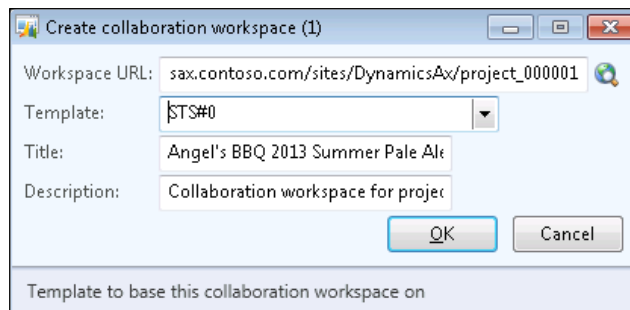 Create collaboration workspace (1)
Workspace URL: sax.contoso.com/sites/DynamicsAx/project_000001
Template: STS#0
Title: Angel's BBQ 2013 Summer Pale Ale
Description: Collaboration workspace for projec
OK Cancel
Template to base this collaboration workspace on